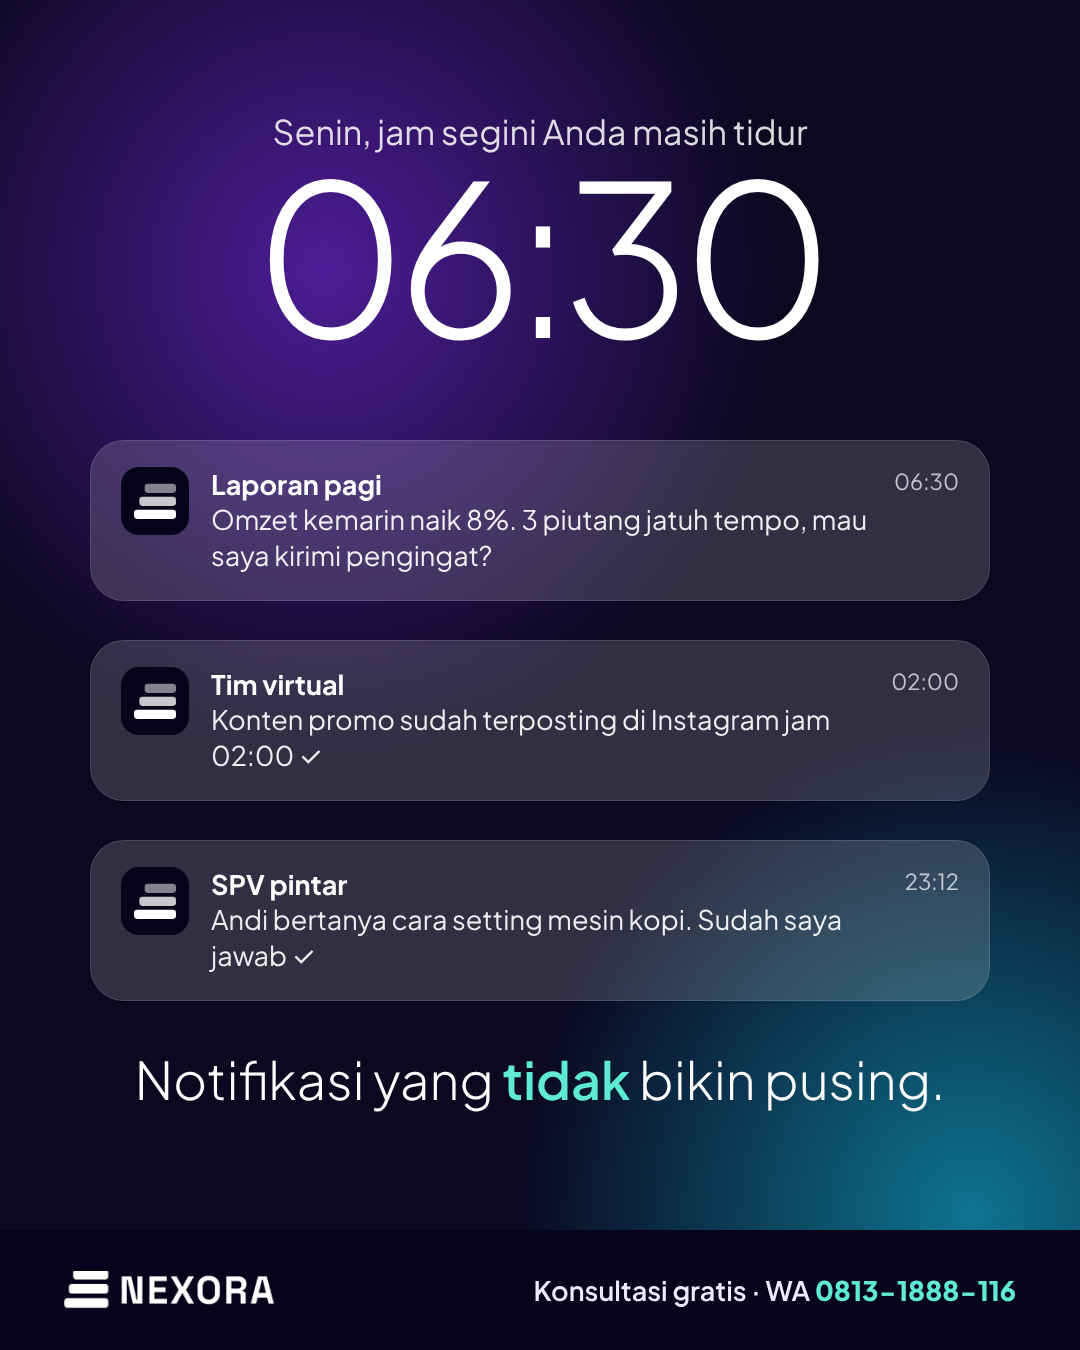 Senin, jam segini Anda masih tidur
06:30
Laporan pagi
06:30
Omzet kemarin naik 8%. 3 piutang jatuh tempo, mau
saya kirimi pengingat?
Tim virtual
02:00
Konten promo sudah terposting di Instagram jam
02:00 ✓
SPV pintar
23:12
Andi bertanya cara setting mesin kopi. Sudah saya
jawab ✓
Notifikasi yang tidak bikin pusing.
NEXORA
Konsultasi gratis · WA 0813-1888-116